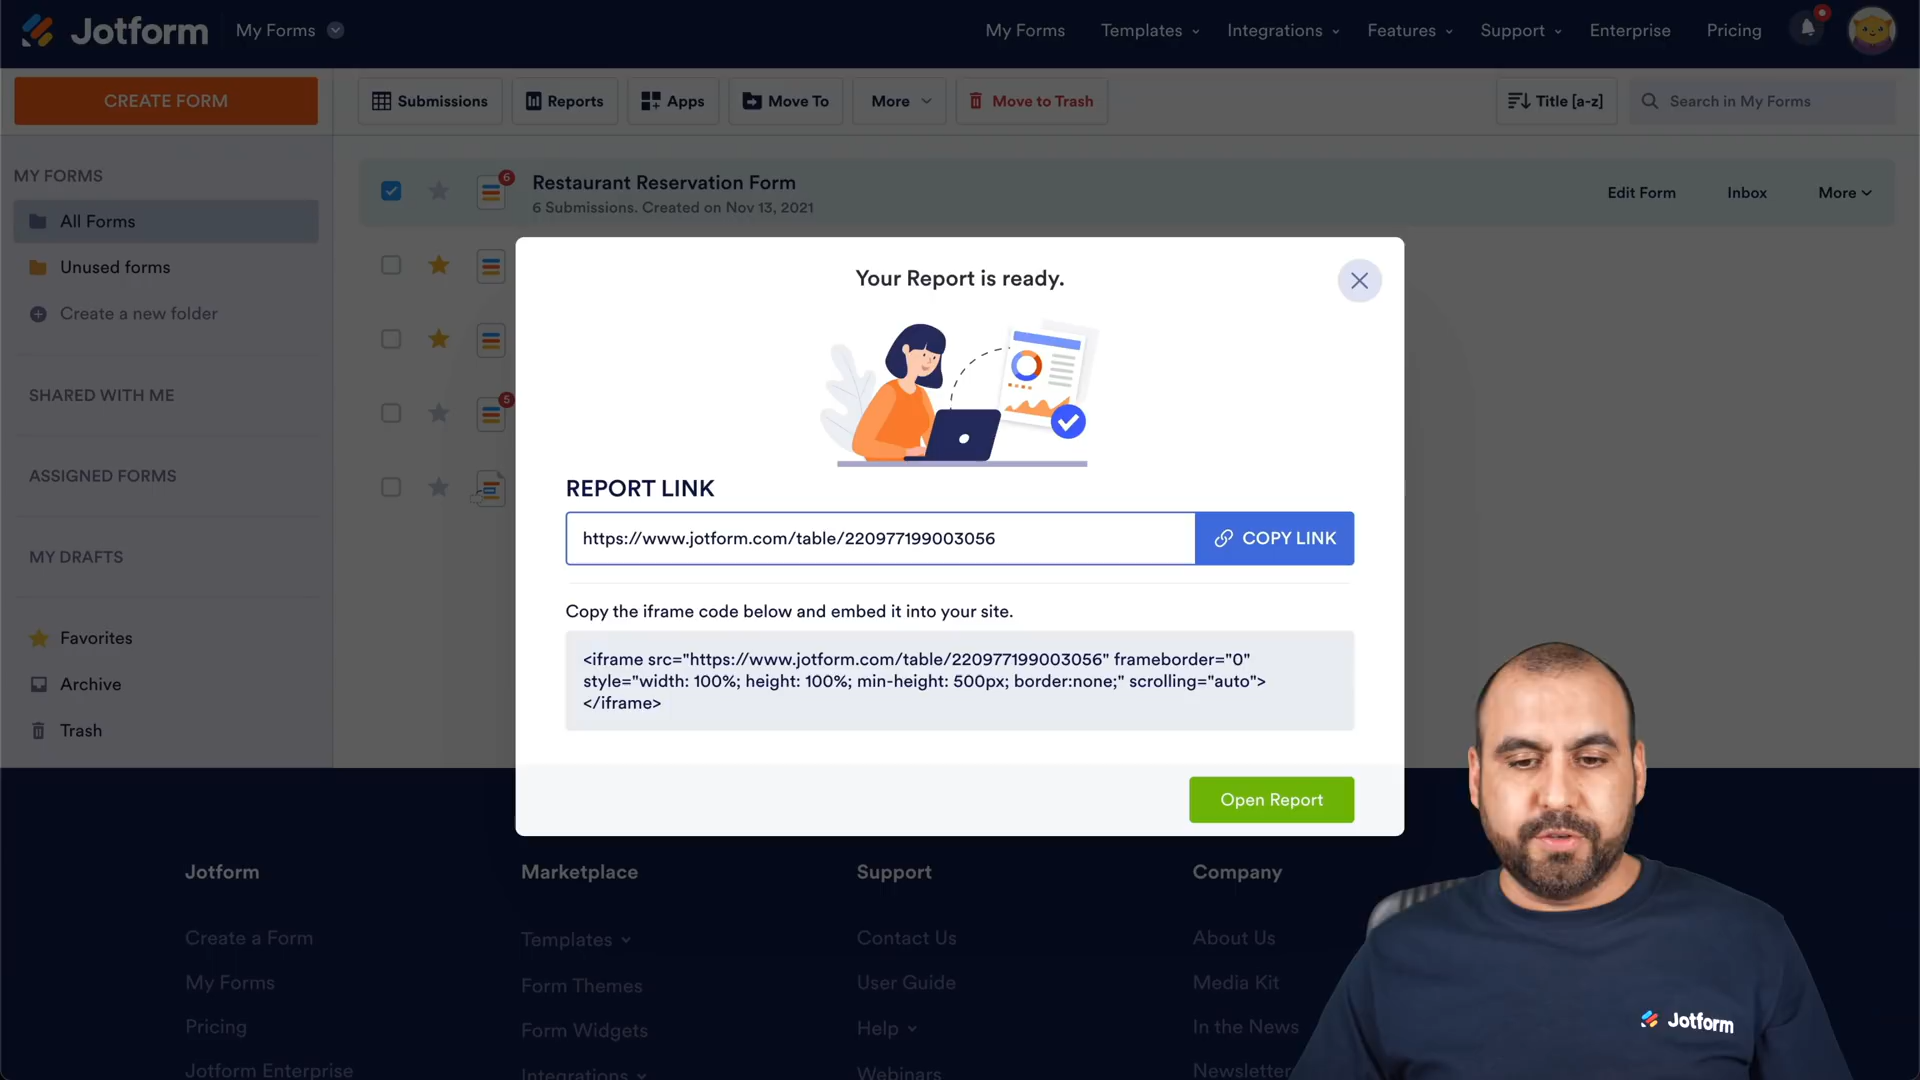 Jotform
My Forms
My Forms
Templates
Integrations
Features
Support
Enterprise
Pricing
CREATE FORM
Submissions
Reports
Apps
Move To
More
Move to Trash
Title [a-z]
Search in My Forms
MY FORMS
All Forms
Unused forms
Create a new folder
SHARED WITH ME
ASSIGNED FORMS
MY DRAFTS
Favorites
Archive
Trash
6
Restaurant Reservation Form
6 Submissions. Created on Nov 13, 2021
Edit Form
Inbox
More
5
Your Report is ready.
REPORT LINK
https://www.jotform.com/table/220977199003056
COPY LINK
Copy the iframe code below and embed it into your site.
<iframe src="https://www.jotform.com/table/220977199003056" frameborder="0"
style="width: 100%; height: 100%; min-height: 500px; border:none;" scrolling="auto">
</iframe>
Open Report
Jotform
Create a Form
My Forms
Pricing
Jotform Enterprise
Marketplace
Templates
Form Themes
Form Widgets
Integrations
Support
Contact Us
User Guide
Help
Webinars
Company
About Us
Media Kit
In the News
Newsletter
Jotform